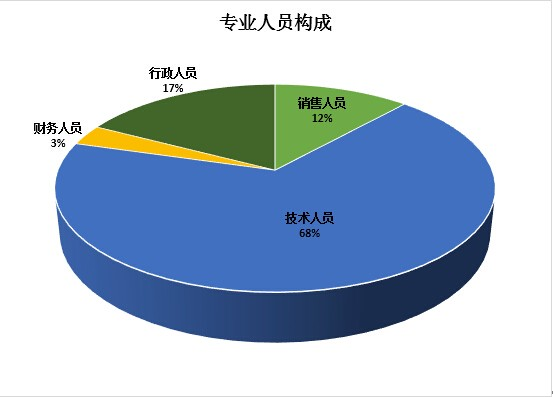 专业人员构成
行政人员
17%
销售人员
12%
财务人员
3%
技术人员
68%